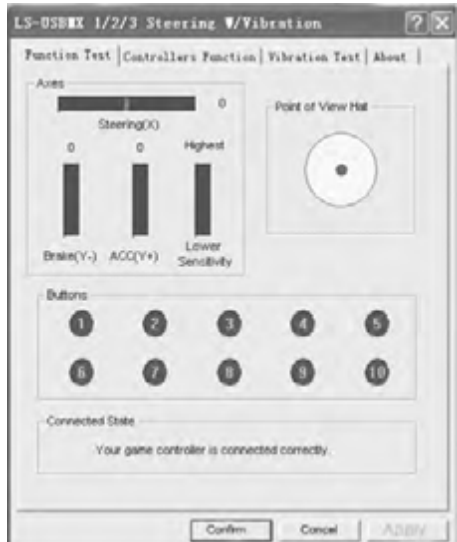 LS-USBMX 1/2/3 Steering W/Vibration
Function Test Controllers Function Vibration Test About
Axes
0
Steering(X)
Point of View Hat
0 0 Highest
Brake(Y-) ACC(Y+) Lower
Sensitivity
Buttons
1 2 3 4 5
6 7 8 9 10
Connected State
Your game controller is connected correctly.
Confirm Concel Apply